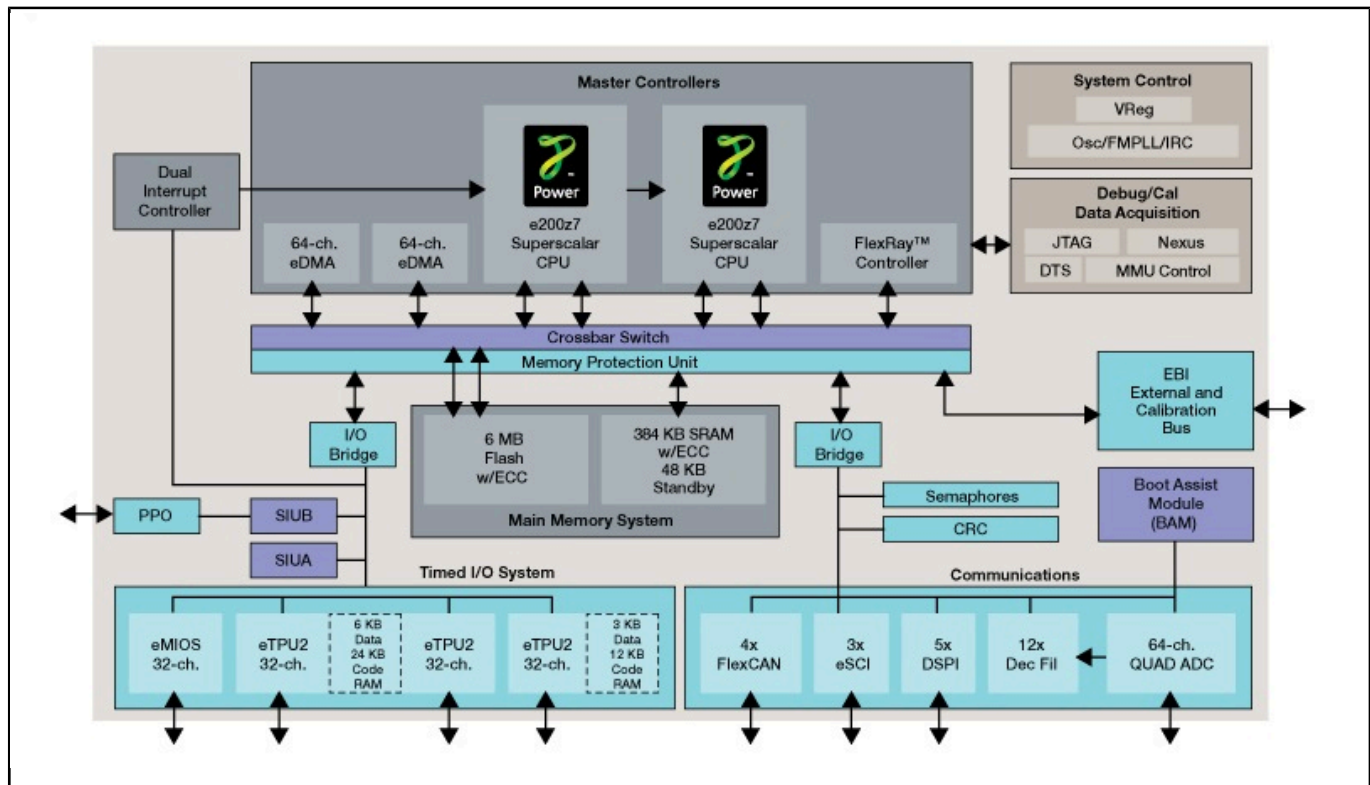 Master Controllers
Power
e200z7
Superscalar
CPU
Power
e200z7
Superscalar
CPU
64-ch.
eDMA
64-ch.
eDMA
FlexRay™
Controller
System Control
VReg
Osc/FMPLL/IRC
Debug/Cal
Data Acquisition
JTAG
Nexus
DTS
MMU Control
Dual
Interrupt
Controller
Crossbar Switch
Memory Protection Unit
I/O
Bridge
6 MB
Flash
w/ECC
384 KB SRAM
w/ECC
48 KB
Standby
Main Memory System
I/O
Bridge
EBI
External and
Calibration
Bus
PPO
SIUB
SIUA
Semaphores
CRC
Boot Assist
Module
(BAM)
Timed I/O System
eMIOS
32-ch.
eTPU2
32-ch.
6 KB
Data
24 KB
Code
RAM
eTPU2
32-ch.
eTPU2
32-ch.
3 KB
Data
12 KB
Code
RAM
Communications
4x
FlexCAN
3x
eSCI
5x
DSPI
12x
Dec Fil
64-ch.
QUAD ADC